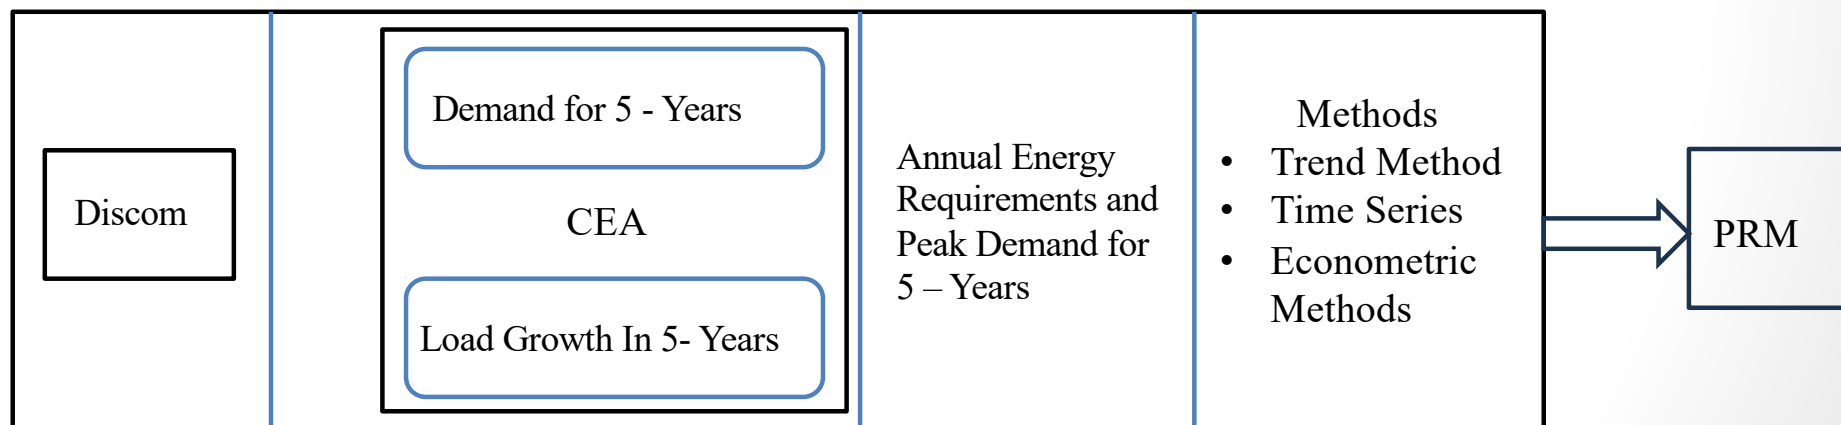 Discom
Demand for 5 - Years
CEA
Load Growth In 5- Years
Annual Energy
Requirements and
Peak Demand for
5 – Years
Methods
• Trend Method
• Time Series
• Econometric
Methods
PRM